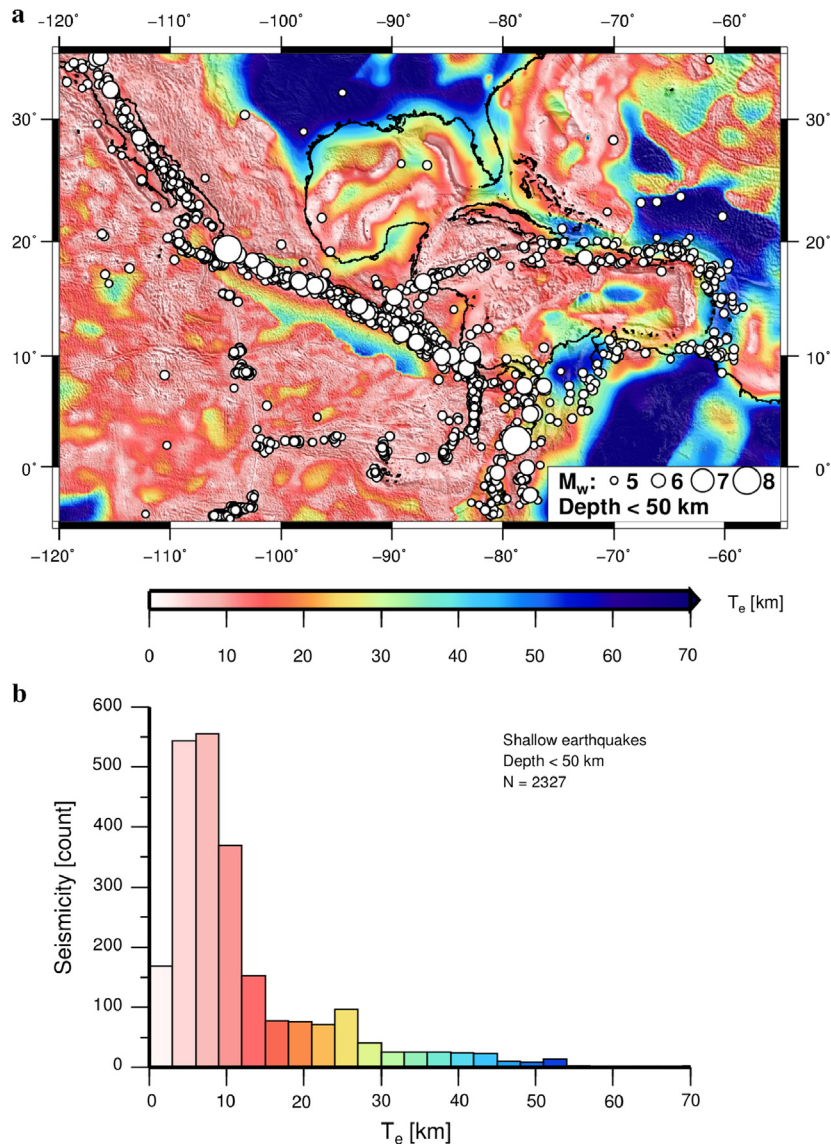 a
−120˚ −110˚ −100˚ −90˚ −80˚ −70˚ −60˚
30˚ 30˚
20˚ 20˚
10˚ 10˚
0˚ 0˚
M_w: 5 6 7 8
Depth < 50 km
−120˚ −110˚ −100˚ −90˚ −80˚ −70˚ −60˚
T_e [km]
0 10 20 30 40 50 60 70
b
600
500
400
300
200
100
0
Seismicity [count]
Shallow earthquakes
Depth < 50 km
N = 2327
0 10 20 30 40 50 60 70
T_e [km]